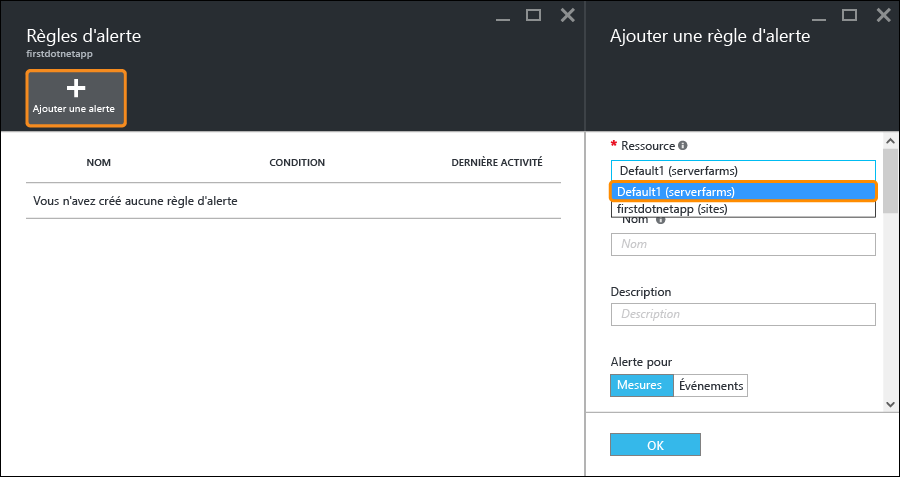 Règles d'alerte
firstdotnetapp
Ajouter une alerte
NOM CONDITION DERNIÈRE ACTIVITÉ
Vous n'avez créé aucune règle d'alerte
Ajouter une règle d'alerte
* Ressource
Default1 (serverfarms)
Default1 (serverfarms)
firstdotnetapp (sites)
Nom
Nom
Description
Description
Alerte pour
Mesures Événements
OK